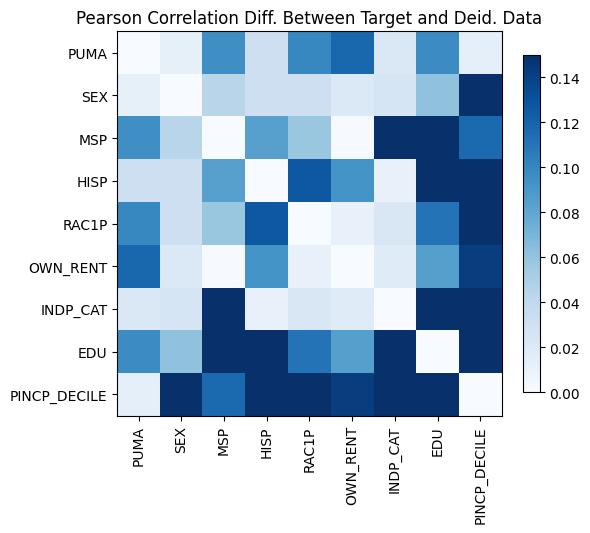 Pearson Correlation Diff. Between Target and Deid. Data
PUMA
SEX
MSP
HISP
RAC1P
OWN_RENT
INDP_CAT
EDU
PINCP_DECILE
PUMA
SEX
MSP
HISP
RAC1P
OWN_RENT
INDP_CAT
EDU
PINCP_DECILE
0.14
0.12
0.10
0.08
0.06
0.04
0.02
0.00